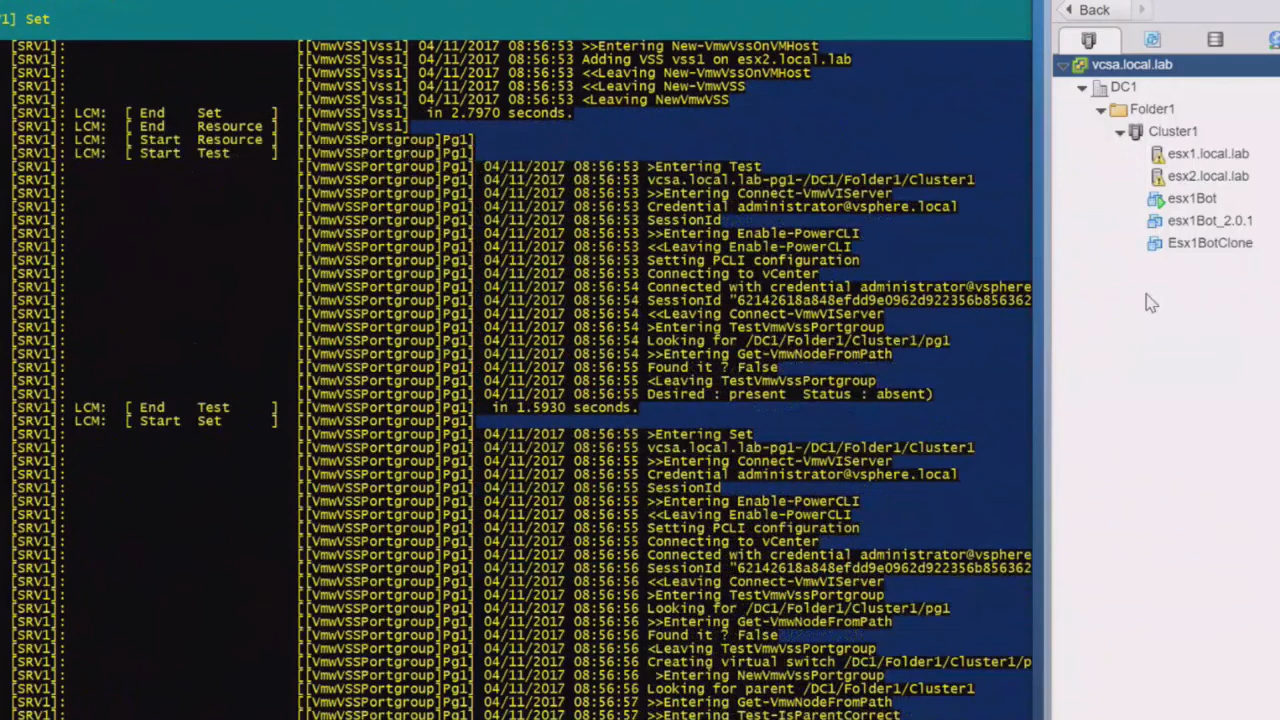 /1] Set
[SRV1]: [[VmwVSS]Vss1] 04/11/2017 08:56:53 >>Entering New-VmwVssOnVMHost
[SRV1]: [[VmwVSS]Vss1] 04/11/2017 08:56:53 Adding VSS vss1 on esx2.local.lab
[SRV1]: [[VmwVSS]Vss1] 04/11/2017 08:56:53 <<Leaving New-VmwVssOnVMHost
[SRV1]: [[VmwVSS]Vss1] 04/11/2017 08:56:53 <<Leaving New-VmwVSS
[SRV1]: [[VmwVSS]Vss1] 04/11/2017 08:56:53 <Leaving NewVmwVSS
[SRV1]: LCM: [ End Set ] [[VmwVSS]Vss1] in 2.7970 seconds.
[SRV1]: LCM: [ End Resource ] [[VmwVSS]Vss1]
[SRV1]: LCM: [ Start Resource ] [[VmwVSSPortgroup]Pg1]
[SRV1]: LCM: [ Start Test ] [[VmwVSSPortgroup]Pg1]
[SRV1]: [[VmwVSSPortgroup]Pg1] 04/11/2017 08:56:53 >Entering Test
[SRV1]: [[VmwVSSPortgroup]Pg1] 04/11/2017 08:56:53 vcsa.local.lab-pg1-/DC1/Folder1/Cluster1
[SRV1]: [[VmwVSSPortgroup]Pg1] 04/11/2017 08:56:53 >>Entering Connect-VmwVIServer
[SRV1]: [[VmwVSSPortgroup]Pg1] 04/11/2017 08:56:53 Credential administrator@vsphere.local
[SRV1]: [[VmwVSSPortgroup]Pg1] 04/11/2017 08:56:53 SessionId
[SRV1]: [[VmwVSSPortgroup]Pg1] 04/11/2017 08:56:53 >>Entering Enable-PowerCLI
[SRV1]: [[VmwVSSPortgroup]Pg1] 04/11/2017 08:56:53 <<Leaving Enable-PowerCLI
[SRV1]: [[VmwVSSPortgroup]Pg1] 04/11/2017 08:56:53 Setting PCLI configuration
[SRV1]: [[VmwVSSPortgroup]Pg1] 04/11/2017 08:56:53 Connecting to vCenter
[SRV1]: [[VmwVSSPortgroup]Pg1] 04/11/2017 08:56:54 Connected with credential administrator@vsphere
[SRV1]: [[VmwVSSPortgroup]Pg1] 04/11/2017 08:56:54 SessionId "62142618a848efdd9e0962d922356b856362
[SRV1]: [[VmwVSSPortgroup]Pg1] 04/11/2017 08:56:54 <<Leaving Connect-VmwVIServer
[SRV1]: [[VmwVSSPortgroup]Pg1] 04/11/2017 08:56:54 >Entering TestVmwVssPortgroup
[SRV1]: [[VmwVSSPortgroup]Pg1] 04/11/2017 08:56:54 Looking for /DC1/Folder1/Cluster1/pg1
[SRV1]: [[VmwVSSPortgroup]Pg1] 04/11/2017 08:56:54 >>Entering Get-VmwNodeFromPath
[SRV1]: [[VmwVSSPortgroup]Pg1] 04/11/2017 08:56:55 Found it ? False
[SRV1]: [[VmwVSSPortgroup]Pg1] 04/11/2017 08:56:55 <Leaving TestVmwVssPortgroup
[SRV1]: [[VmwVSSPortgroup]Pg1] 04/11/2017 08:56:55 Desired : present Status : absent)
[SRV1]: LCM: [ End Test ] [[VmwVSSPortgroup]Pg1] in 1.5930 seconds.
[SRV1]: LCM: [ Start Set ] [[VmwVSSPortgroup]Pg1]
[SRV1]: [[VmwVSSPortgroup]Pg1] 04/11/2017 08:56:55 >Entering Set
[SRV1]: [[VmwVSSPortgroup]Pg1] 04/11/2017 08:56:55 vcsa.local.lab-pg1-/DC1/Folder1/Cluster1
[SRV1]: [[VmwVSSPortgroup]Pg1] 04/11/2017 08:56:55 >>Entering Connect-VmwVIServer
[SRV1]: [[VmwVSSPortgroup]Pg1] 04/11/2017 08:56:55 Credential administrator@vsphere.local
[SRV1]: [[VmwVSSPortgroup]Pg1] 04/11/2017 08:56:55 SessionId
[SRV1]: [[VmwVSSPortgroup]Pg1] 04/11/2017 08:56:55 >>Entering Enable-PowerCLI
[SRV1]: [[VmwVSSPortgroup]Pg1] 04/11/2017 08:56:55 <<Leaving Enable-PowerCLI
[SRV1]: [[VmwVSSPortgroup]Pg1] 04/11/2017 08:56:55 Setting PCLI configuration
[SRV1]: [[VmwVSSPortgroup]Pg1] 04/11/2017 08:56:55 Connecting to vCenter
[SRV1]: [[VmwVSSPortgroup]Pg1] 04/11/2017 08:56:56 Connected with credential administrator@vsphere
[SRV1]: [[VmwVSSPortgroup]Pg1] 04/11/2017 08:56:56 SessionId "62142618a848efdd9e0962d922356b856362
[SRV1]: [[VmwVSSPortgroup]Pg1] 04/11/2017 08:56:56 <<Leaving Connect-VmwVIServer
[SRV1]: [[VmwVSSPortgroup]Pg1] 04/11/2017 08:56:56 >Entering TestVmwVssPortgroup
[SRV1]: [[VmwVSSPortgroup]Pg1] 04/11/2017 08:56:56 Looking for /DC1/Folder1/Cluster1/pg1
[SRV1]: [[VmwVSSPortgroup]Pg1] 04/11/2017 08:56:56 >>Entering Get-VmwNodeFromPath
[SRV1]: [[VmwVSSPortgroup]Pg1] 04/11/2017 08:56:56 Found it ? False
[SRV1]: [[VmwVSSPortgroup]Pg1] 04/11/2017 08:56:56 <Leaving TestVmwVssPortgroup
[SRV1]: [[VmwVSSPortgroup]Pg1] 04/11/2017 08:56:56 Creating virtual switch /DC1/Folder1/Cluster1/p
[SRV1]: [[VmwVSSPortgroup]Pg1] 04/11/2017 08:56:56 >Entering NewVmwVSSPortgroup
[SRV1]: [[VmwVSSPortgroup]Pg1] 04/11/2017 08:56:56 Looking for parent /DC1/Folder1/Cluster1
[SRV1]: [[VmwVSSPortgroup]Pg1] 04/11/2017 08:56:57 >>Entering Get-VmwNodeFromPath
[SRV1]: [[VmwVSSPortgroup]Pg1] 04/11/2017 08:56:57 >>Entering Test-IsParentCorrect
Back
vcsa.local.lab
DC1
Folder1
Cluster1
esx1.local.lab
esx2.local.lab
esx1Bot
esx1Bot_2.0.1
Esx1BotClone